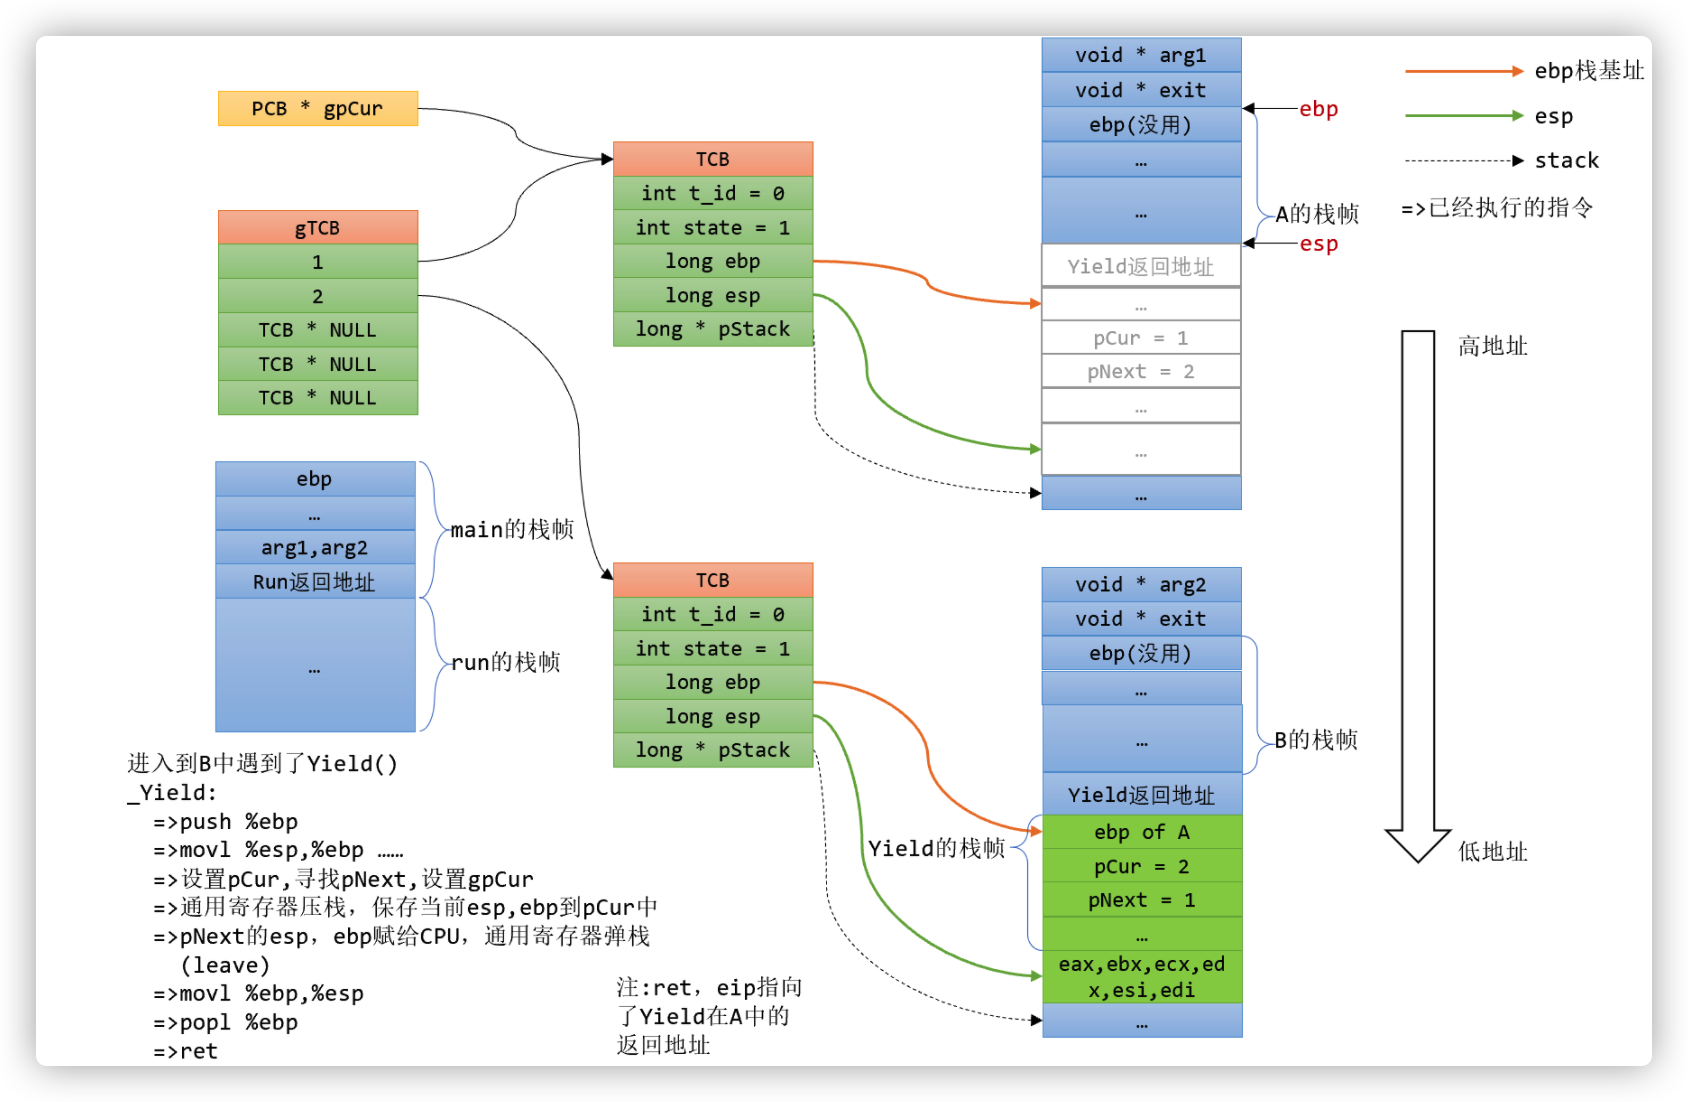 PCB * gpCur
gTCB
1
2
TCB * NULL
TCB * NULL
TCB * NULL
TCB
int t_id = 0
int state = 1
long ebp
long esp
long * pStack
void * arg1
void * exit
ebp(没用)
…
…
Yield返回地址
…
pCur = 1
pNext = 2
…
…
…
ebp
A的栈帧
esp
ebp栈基址
esp
stack
=>已经执行的指令
高地址
低地址
ebp
…
arg1,arg2
Run返回地址
…
main的栈帧
run的栈帧
TCB
int t_id = 0
int state = 1
long ebp
long esp
long * pStack
void * arg2
void * exit
ebp(没用)
…
…
Yield返回地址
ebp of A
pCur = 2
pNext = 1
…
eax,ebx,ecx,ed
x,esi,edi
…
B的栈帧
Yield的栈帧
进入到B中遇到了Yield()
_Yield:
=>push %ebp
=>movl %esp,%ebp ……
=>设置pCur,寻找pNext,设置gpCur
=>通用寄存器压栈，保存当前esp,ebp到pCur中
=>pNext的esp，ebp赋给CPU，通用寄存器弹栈
(leave)
=>movl %ebp,%esp
=>popl %ebp
=>ret
注:ret，eip指向
了Yield在A中的
返回地址